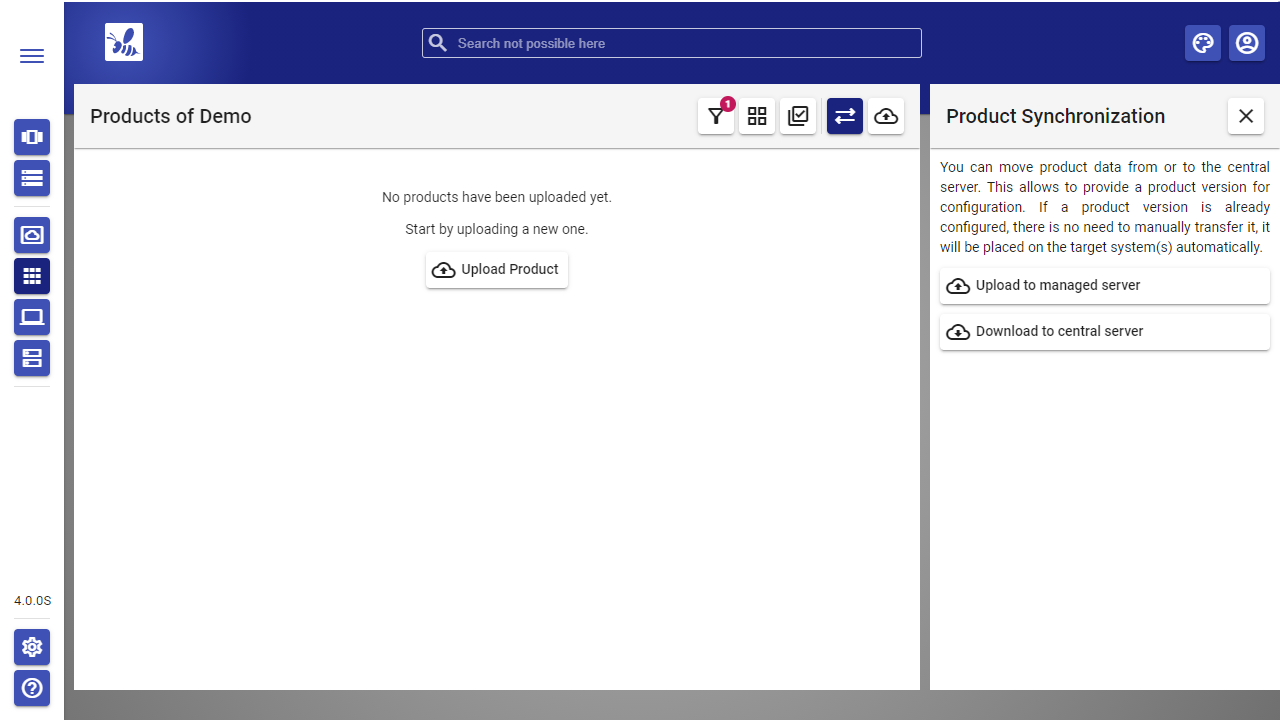 Search not possible here
Products of Demo
1
No products have been uploaded yet.
Start by uploading a new one.
Upload Product
Product Synchronization
You can move product data from or to the central
server. This allows to provide a product version for
configuration. If a product version is already
configured, there is no need to manually transfer it, it
will be placed on the target system(s) automatically.
Upload to managed server
Download to central server
4.0.0S